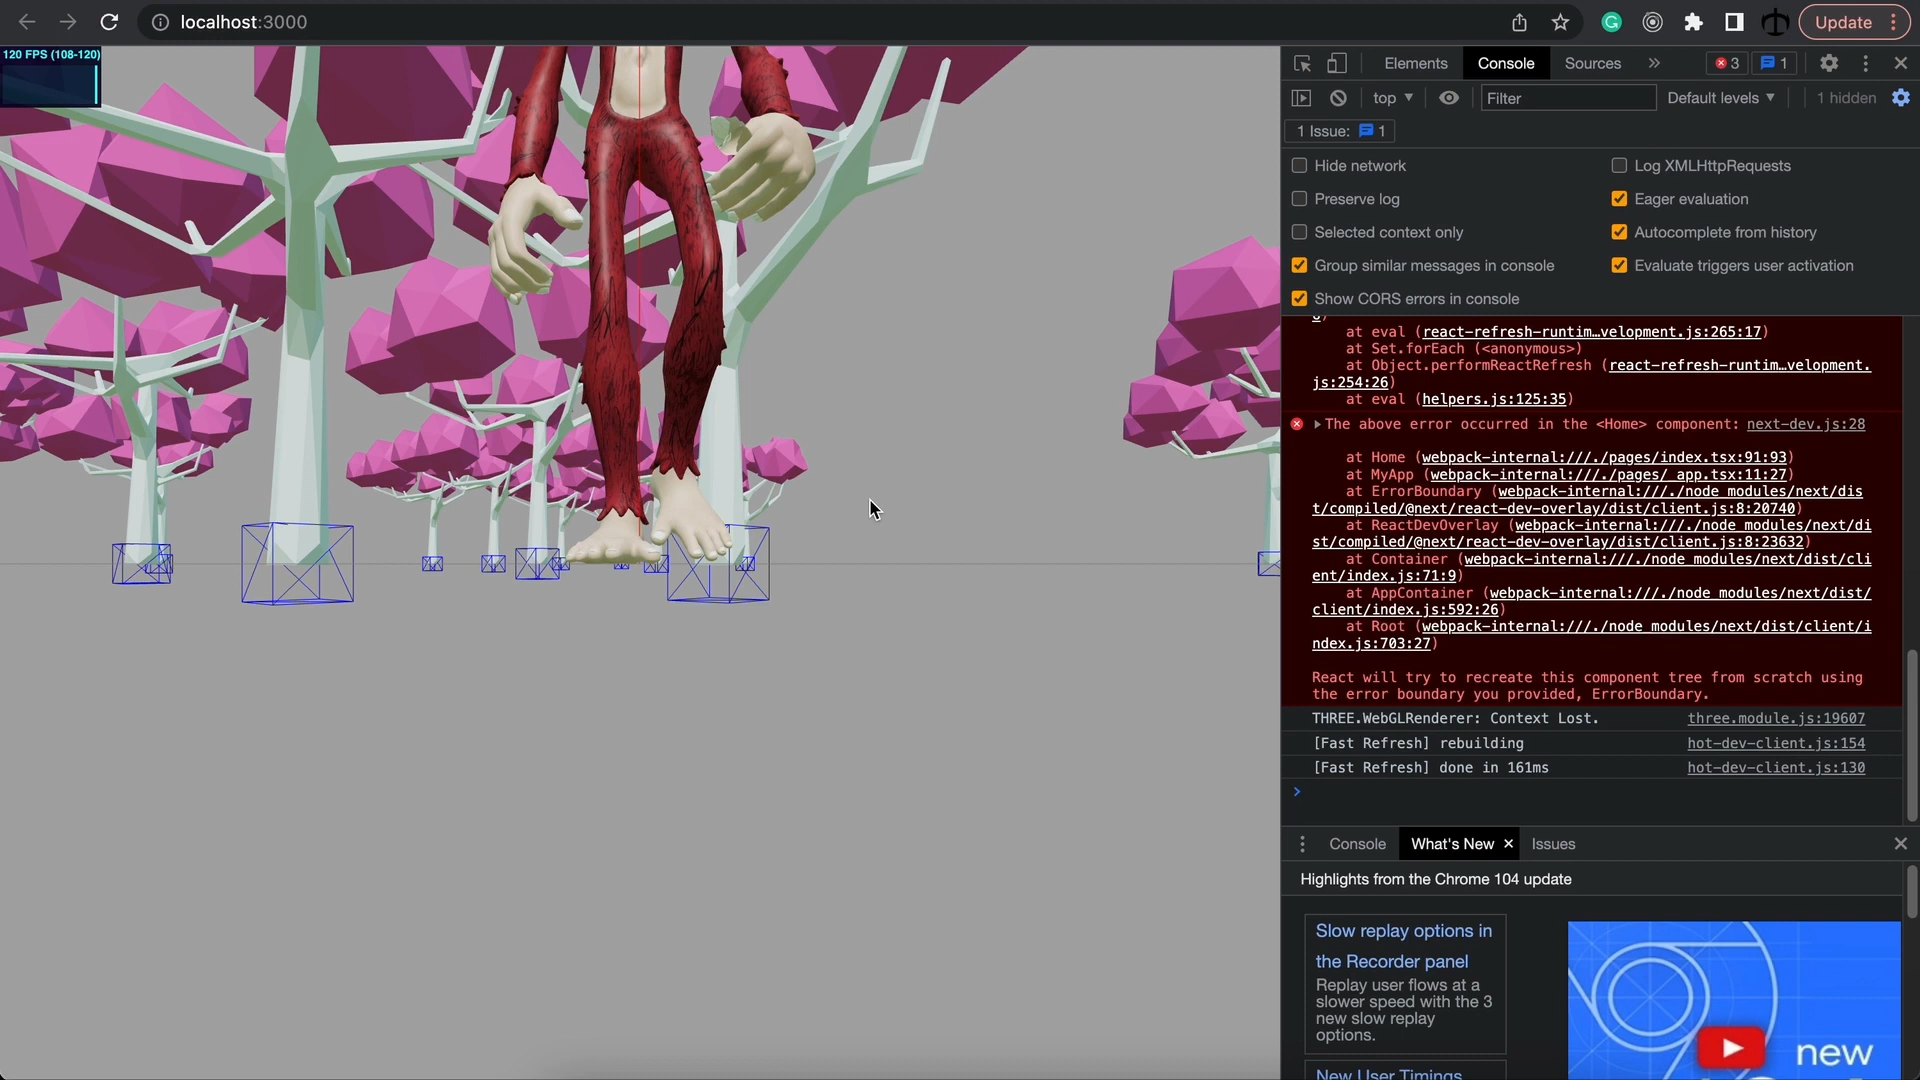 localhost:3000
Update
120 FPS (108-120)
Elements
Console
Sources
3
1
top
Filter
Default levels
1 hidden
1 Issue: 1
Hide network
Log XMLHttpRequests
Preserve log
Eager evaluation
Selected context only
Autocomplete from history
Group similar messages in console
Evaluate triggers user activation
Show CORS errors in console
at eval (react-refresh-runtim…velopment.js:265:17)
at Set.forEach (<anonymous>)
at Object.performReactRefresh (react-refresh-runtim…velopment.
js:254:26)
at eval (helpers.js:125:35)
The above error occurred in the <Home> component: next-dev.js:28
at Home (webpack-internal:///./pages/index.tsx:91:93)
at MyApp (webpack-internal:///./pages/_app.tsx:11:27)
at ErrorBoundary (webpack-internal:///./node_modules/next/dis
t/compiled/@next/react-dev-overlay/dist/client.js:8:20740)
at ReactDevOverlay (webpack-internal:///./node_modules/next/di
st/compiled/@next/react-dev-overlay/dist/client.js:8:23632)
at Container (webpack-internal:///./node_modules/next/dist/cli
ent/index.js:71:9)
at AppContainer (webpack-internal:///./node_modules/next/dist/
client/index.js:592:26)
at Root (webpack-internal:///./node_modules/next/dist/client/i
ndex.js:703:27)
React will try to recreate this component tree from scratch using
the error boundary you provided, ErrorBoundary.
THREE.WebGLRenderer: Context Lost. three.module.js:19607
[Fast Refresh] rebuilding hot-dev-client.js:154
[Fast Refresh] done in 161ms hot-dev-client.js:130
Console
What's New
Issues
Highlights from the Chrome 104 update
Slow replay options in
the Recorder panel
Replay user flows at a
slower speed with the 3
new slow replay
options.
New User Timings
new